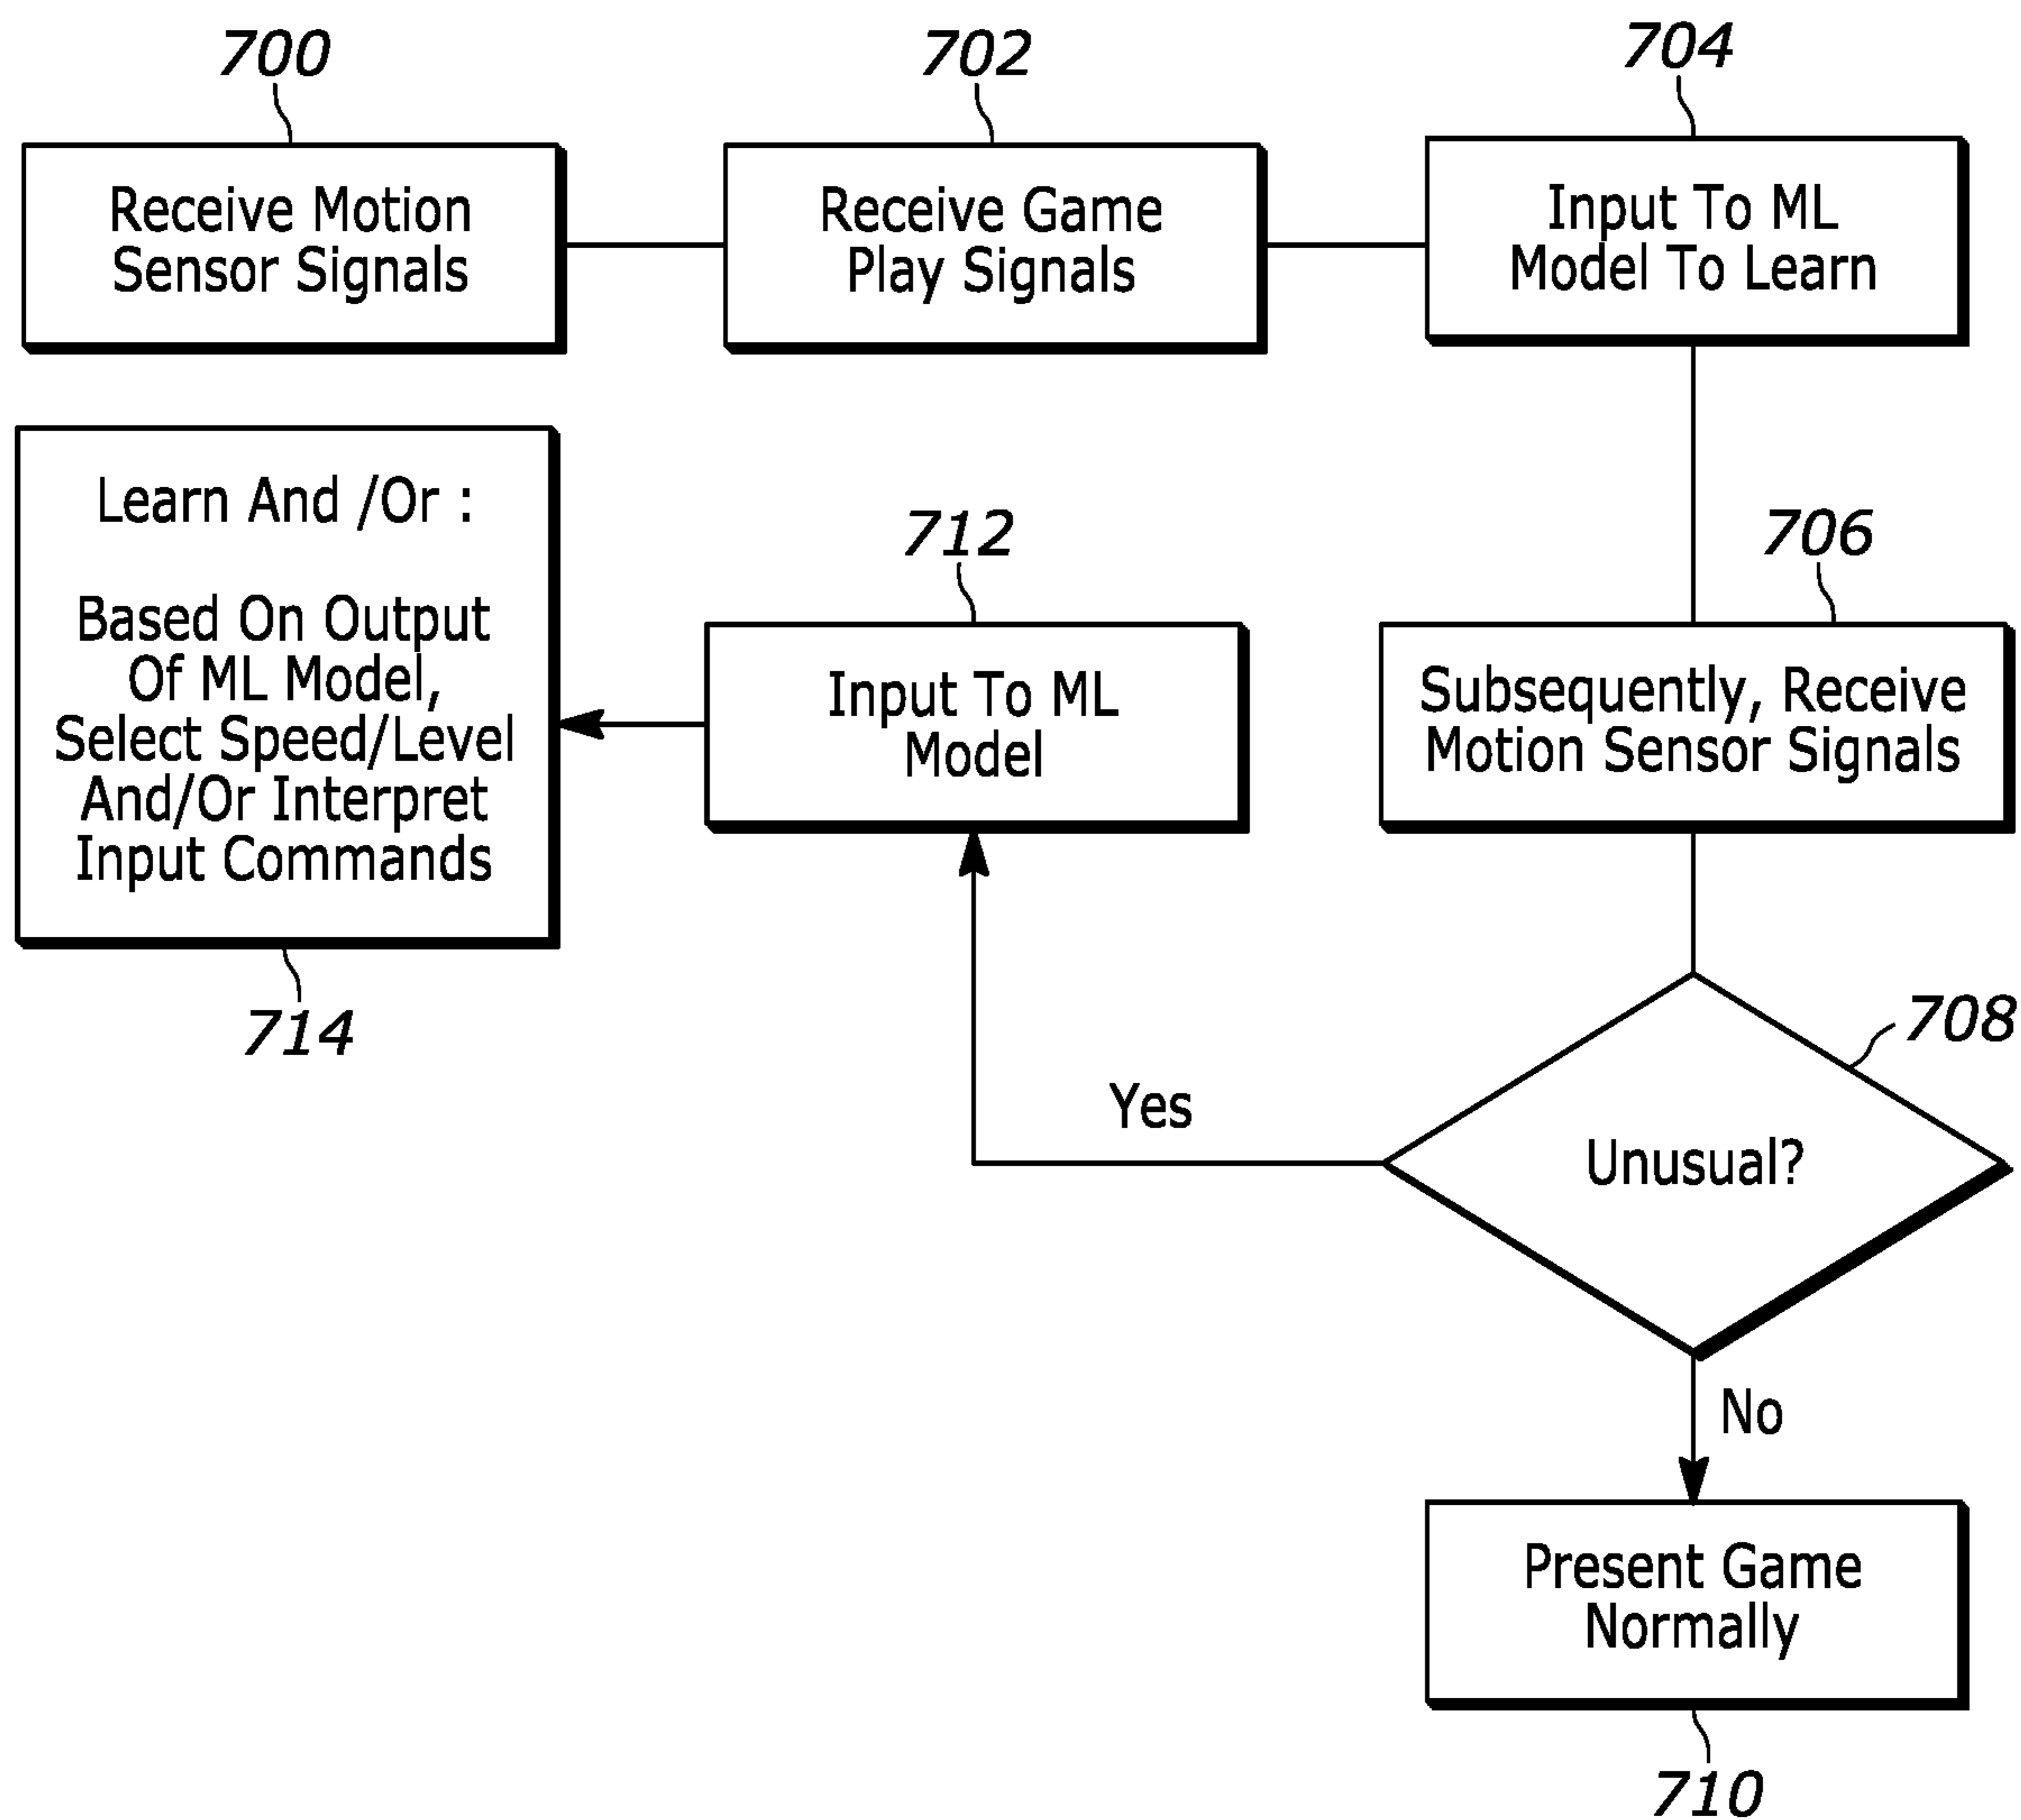 700
Receive Motion
Sensor Signals
702
Receive Game
Play Signals
704
Input To ML
Model To Learn
706
Subsequently, Receive
Motion Sensor Signals
708
Unusual?
Yes
No
712
Input To ML
Model
Learn And /Or :
Based On Output
Of ML Model,
Select Speed/Level
And/Or Interpret
Input Commands
714
Present Game
Normally
710